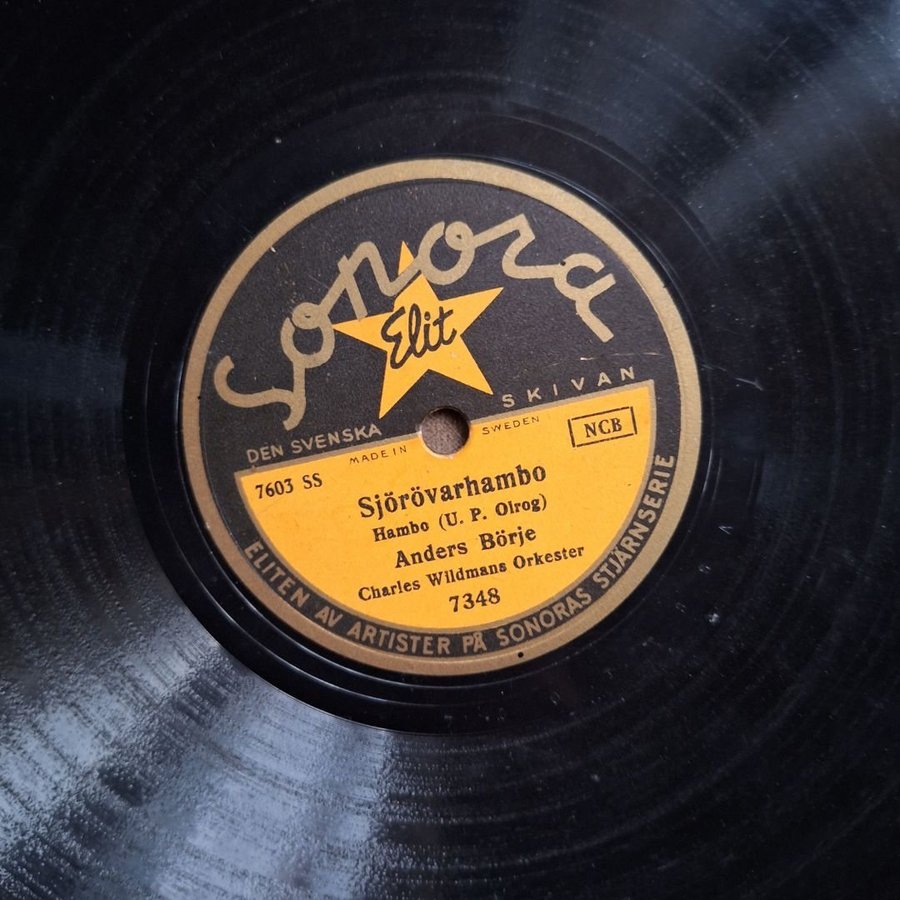 Sonora
Elit
DEN SVENSKA SKIVAN
MADE IN SWEDEN
NCB
7603 SS
Sjörövarhambo
Hambo (U. P. Olrog)
Anders Börje
Charles Wildmans Orkester
7348
ELITEN AV ARTISTER PÅ SONORAS STJÄRNSERIE